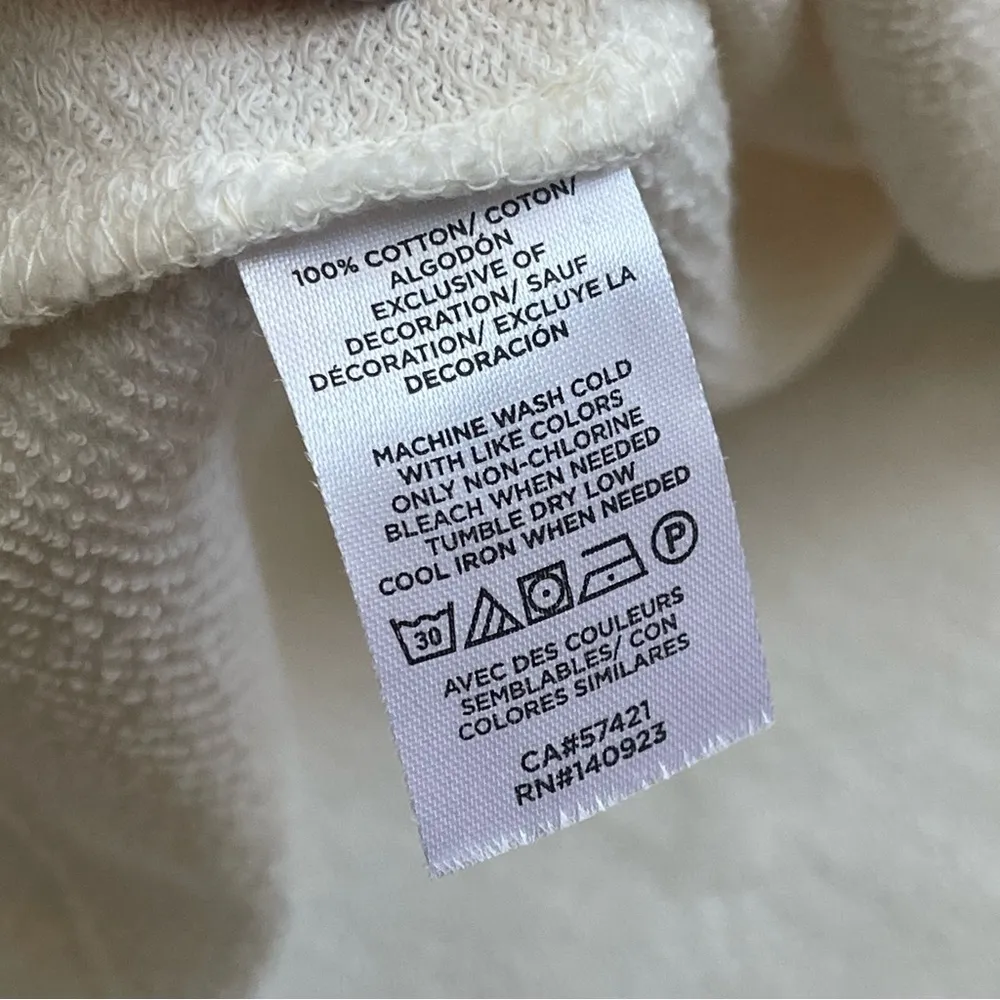 100% COTTON/ COTON/
ALGODÓN
EXCLUSIVE OF
DECORATION/ SAUF
DÉCORATION/ EXCLUYE LA
DECORACIÓN
MACHINE WASH COLD
WITH LIKE COLORS
ONLY NON-CHLORINE
BLEACH WHEN NEEDED
TUMBLE DRY LOW
COOL IRON WHEN NEEDED
30 P
AVEC DES COULEURS
SEMBLABLES/ CON
COLORES SIMILARES
CA#57421
RN#140923